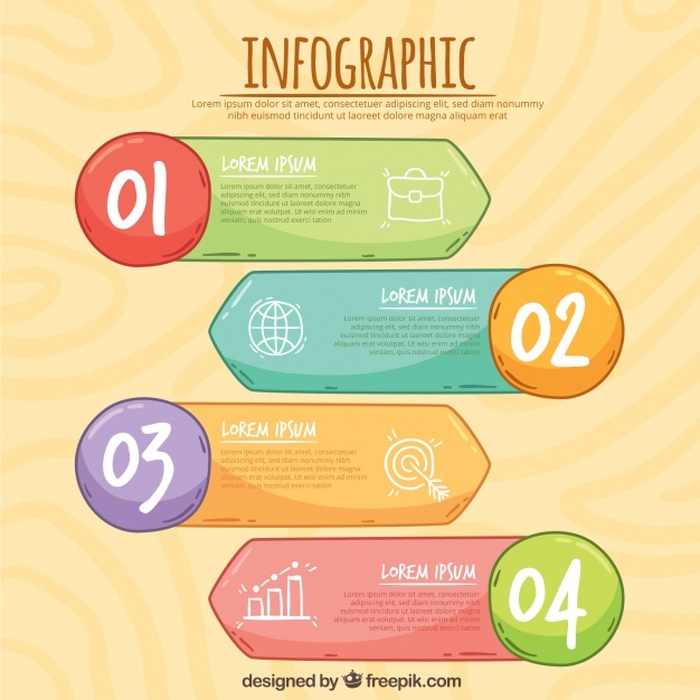 INFOGRAPHIC
Lorem ipsum dolor sit amet, consectetuer adipiscing elit, sed diam nonummy
nibh euismod tincidunt ut laoreet dolore magna aliquam erat
01
LOREM IPSUM
Lorem ipsum dolor sit amet, consectetuer
adipiscing elit, sed diam nonummy nibh
euismod tincidunt ut laoreet dolore magna
aliquam erat volutpat. Ut wisi enim ad minim
veniam, quis nostrud exerci tation
LOREM IPSUM
Lorem ipsum dolor sit amet, consectetuer
adipiscing elit, sed diam nonummy nibh
euismod tincidunt ut laoreet dolore magna
aliquam erat volutpat. Ut wisi enim ad minim
veniam, quis nostrud exerci tation
02
03
LOREM IPSUM
Lorem ipsum dolor sit amet, consectetuer
adipiscing elit, sed diam nonummy nibh
euismod tincidunt ut laoreet dolore magna
aliquam erat volutpat. Ut wisi enim ad minim
veniam, quis nostrud exerci tation
LOREM IPSUM
Lorem ipsum dolor sit amet, consectetuer
adipiscing elit, sed diam nonummy nibh
euismod tincidunt ut laoreet dolore magna
aliquam erat volutpat. Ut wisi enim ad minim
veniam, quis nostrud exerci tation
04
designed by freepik.com